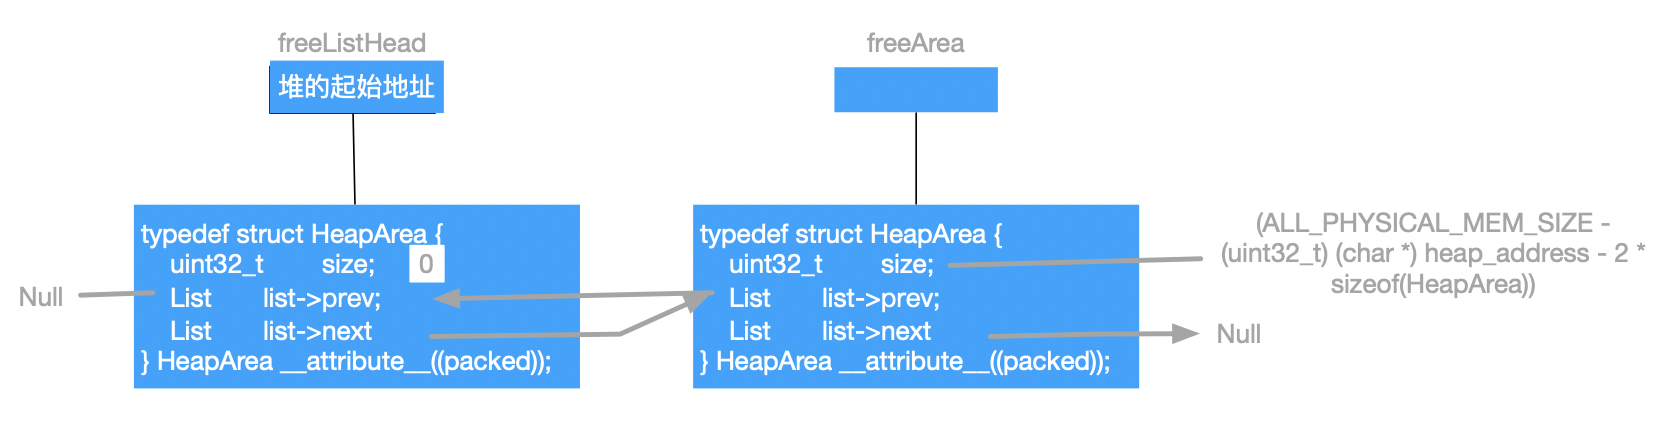 freeListHead
堆的起始地址
freeArea
typedef struct HeapArea {
uint32_t size; 0
Null
List list->prev;
List list->next
} HeapArea __attribute__((packed));
typedef struct HeapArea {
uint32_t size;
List list->prev;
List list->next
} HeapArea __attribute__((packed));
(ALL_PHYSICAL_MEM_SIZE -
(uint32_t) (char *) heap_address - 2 *
sizeof(HeapArea))
Null